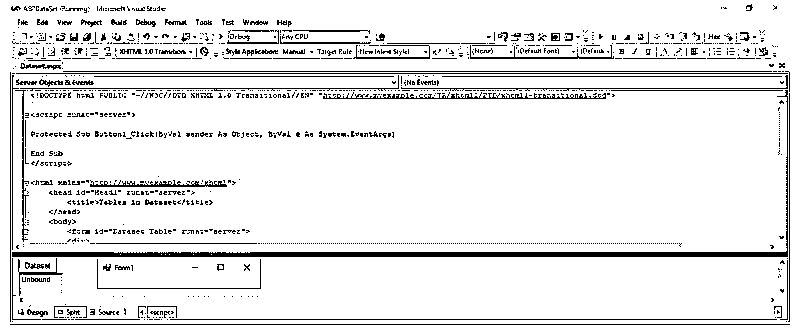 ASPDataSet (Running) - Microsoft Visual Studio
File Edit View Project Build Debug Format Tools Test Window Help
Debug Any CPU Hex
XHTML 1.0 Transition Style Application: Manual Target Rule: (New Inline Style) (None) (Default Font) (Default B I U A
Dataset.aspx
Server Objects & Events (No Events)
<!DOCTYPE html PUBLIC "-//W3C//DTD XHTML 1.0 Transitional//EN" "http://www.myexample.com/TR/xhtml1/DTD/xhtml1-transitional.dtd">
<script runat="server">
Protected Sub Button1_Click(ByVal sender As Object, ByVal e As System.EventArgs)
End Sub
</script>
<html xmlns="http://www.myexample.com/xhtml">
<head id="Head1" runat="server">
<title>Tables in Dataset</title>
</head>
<body>
<form id="Dataset Table" runat="server">
<div>
Dataset
Form1
Unbound
Design Split Source <script>